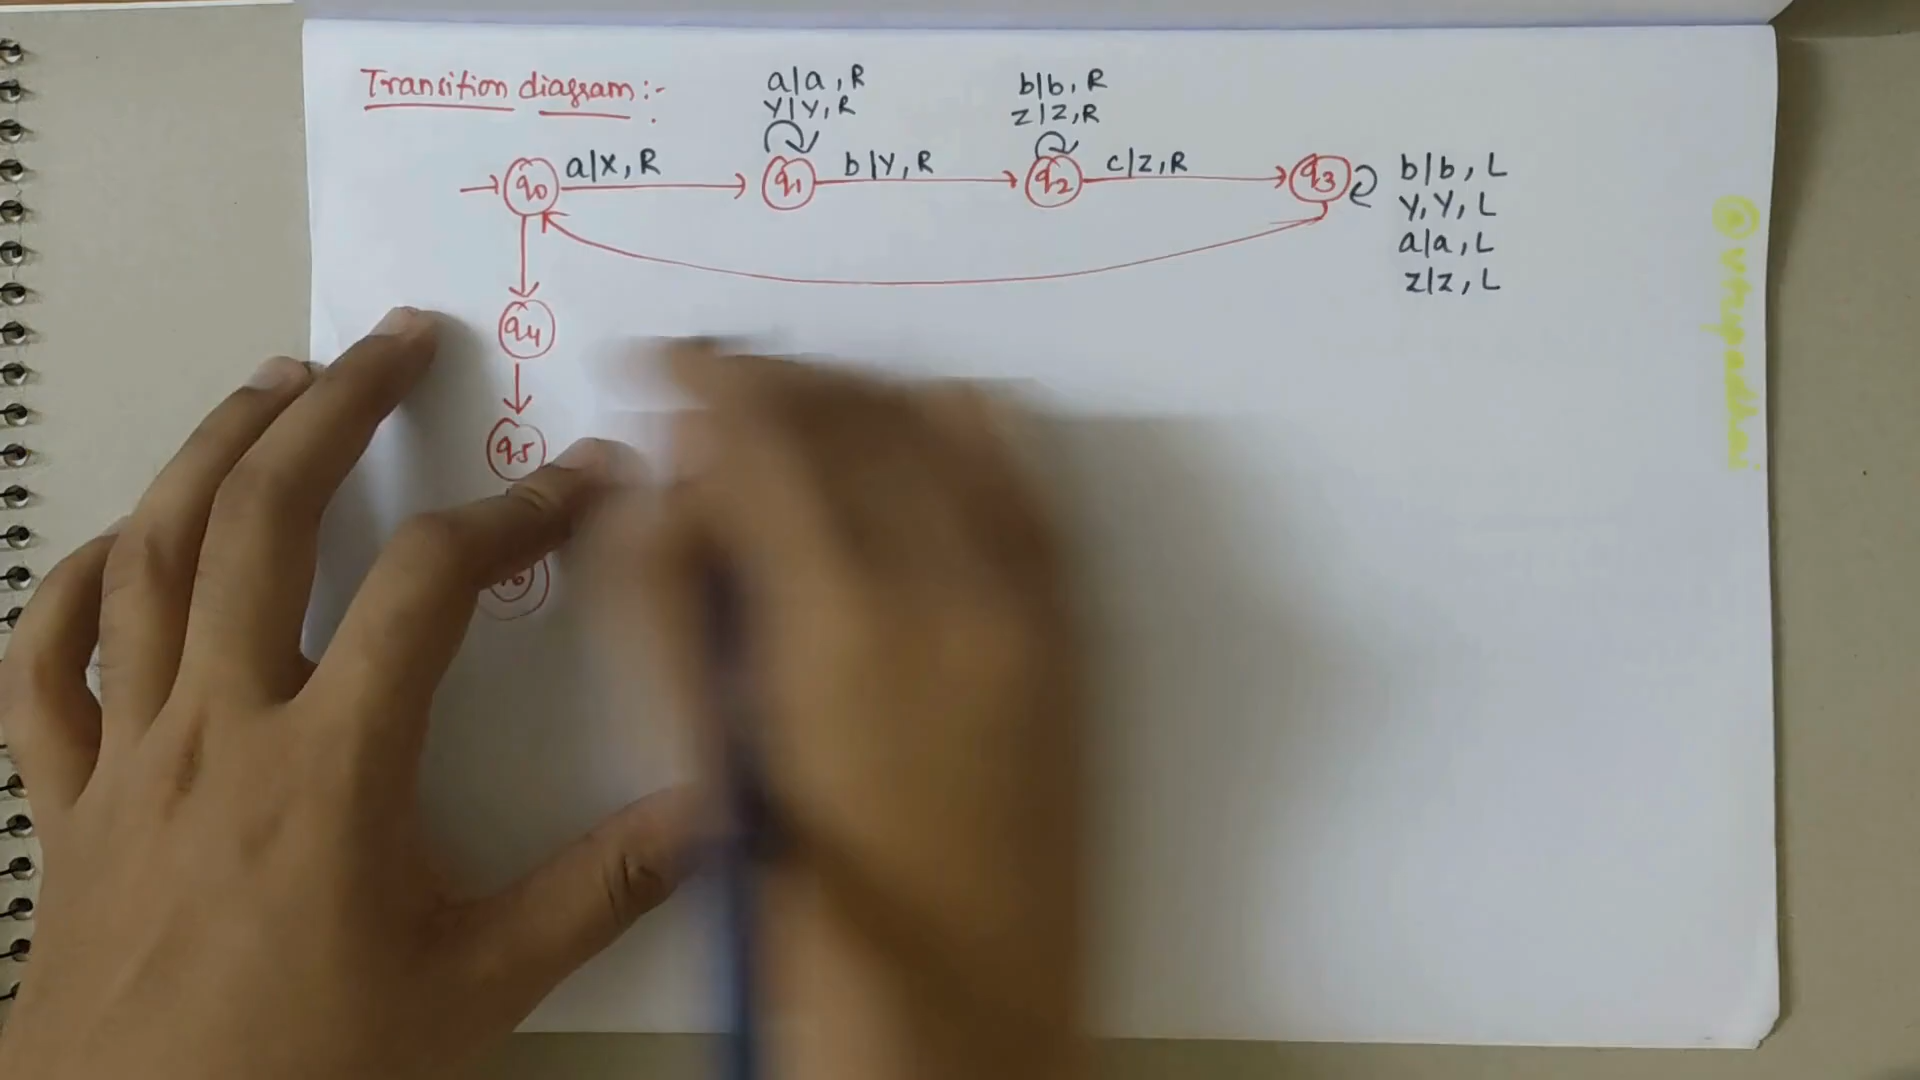 Transition diagram :-
a|a, R
Y|Y, R
b|b, R
z|z, R
→ q0 a|X, R q1 b|Y, R q2 c|z, R q3
b|b, L
Y, Y, L
a|a, L
z|z, L
q4
q5